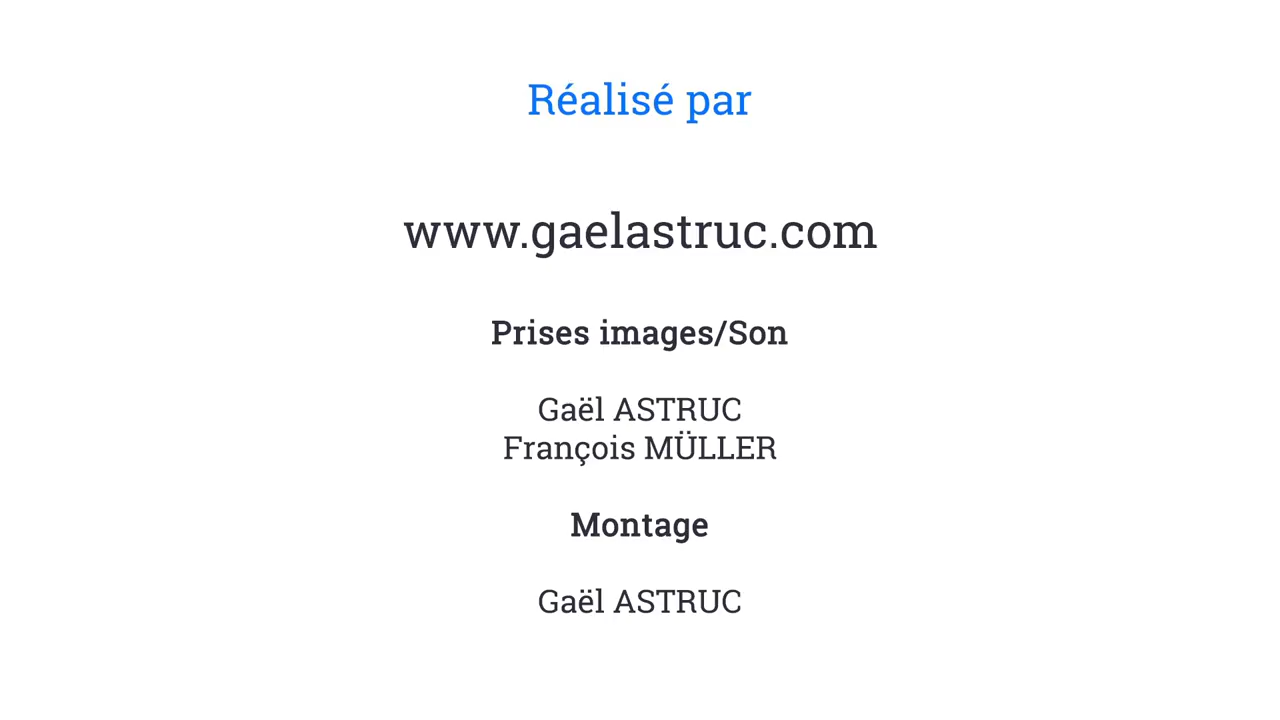 Réalisé par
www.gaelastruc.com
Prises images/Son
Gaël ASTRUC
François MÜLLER
Montage
Gaël ASTRUC